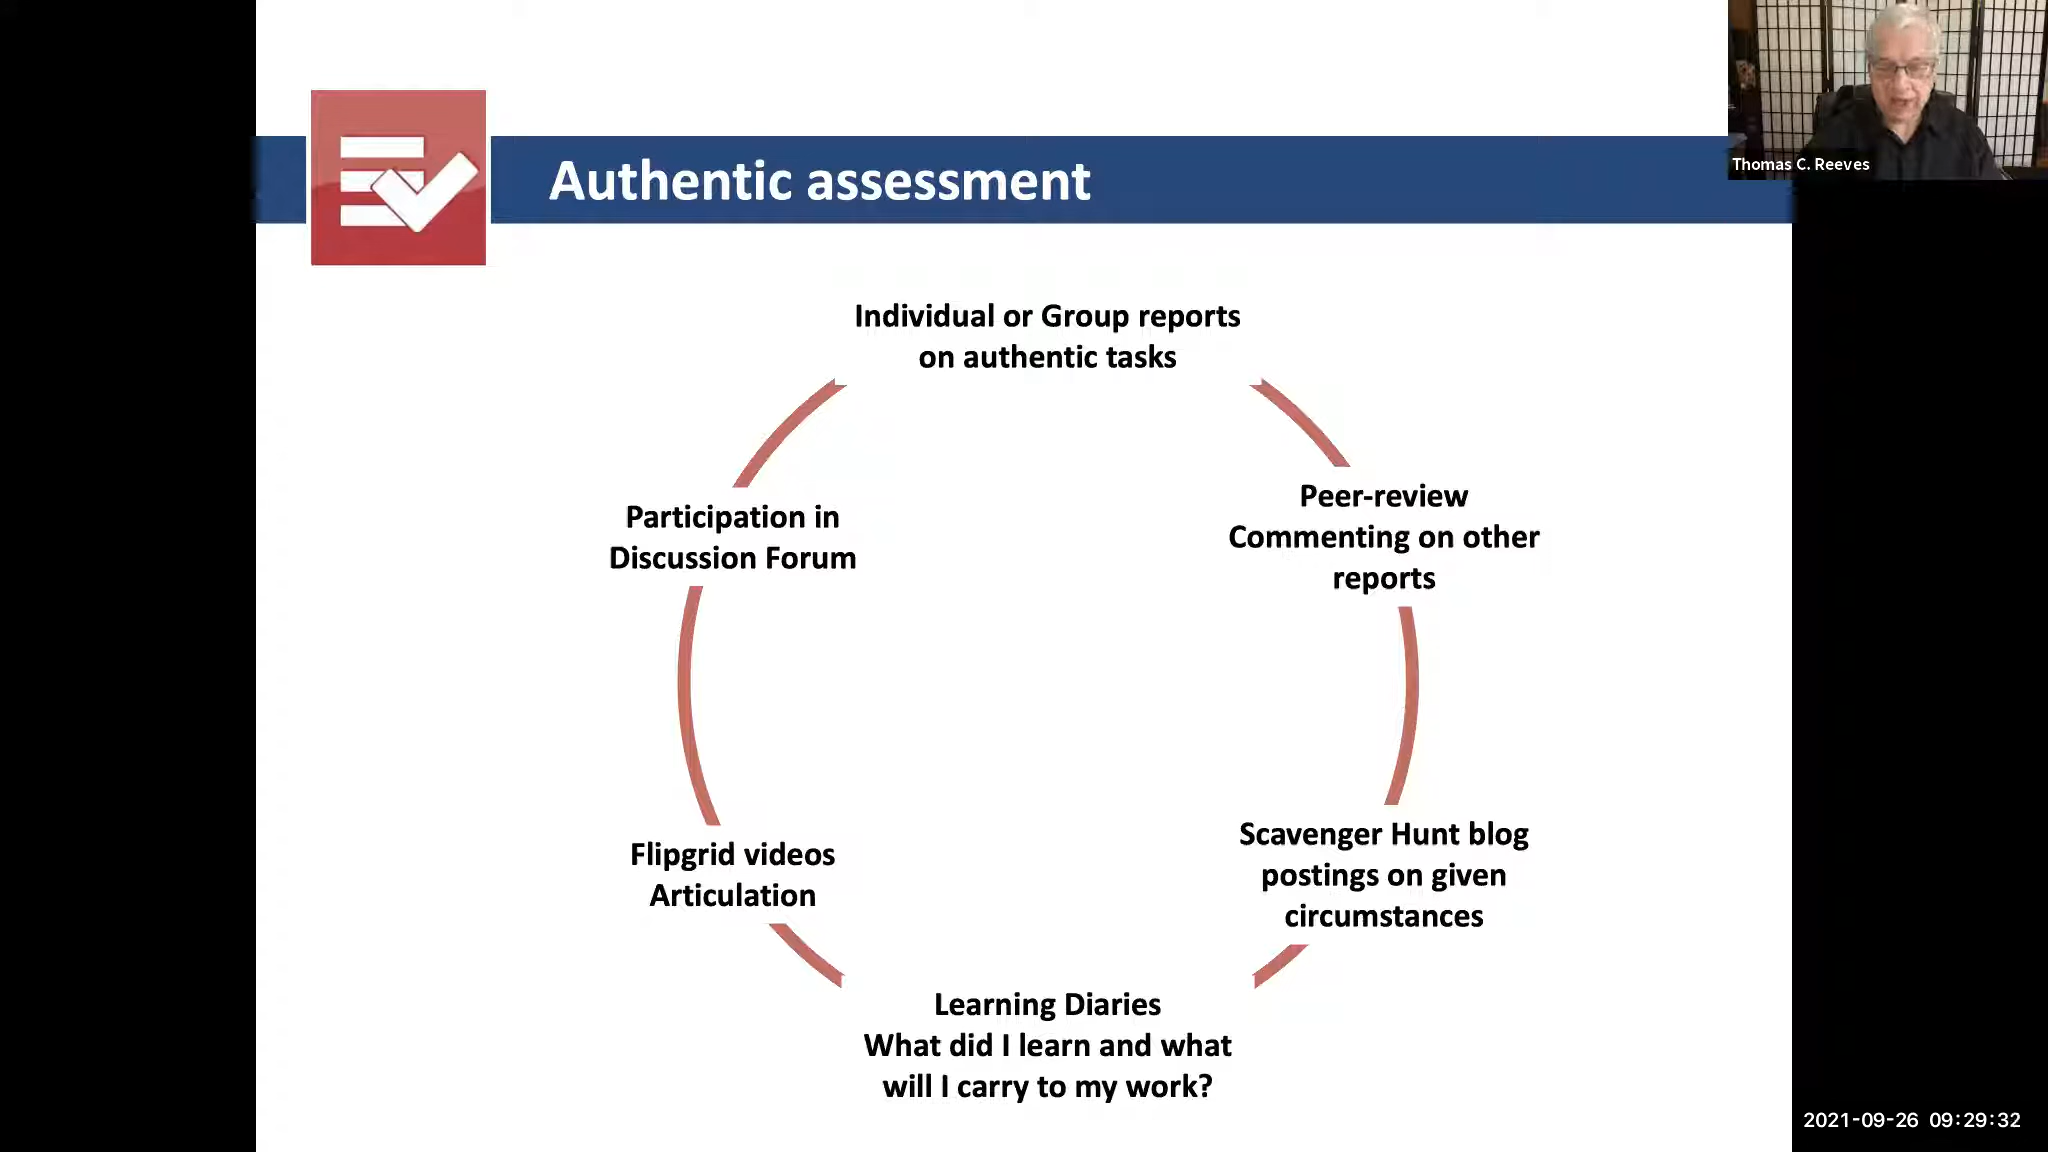 Authentic assessment
Thomas C. Reeves
Individual or Group reports
on authentic tasks
Peer-review
Commenting on other
reports
Scavenger Hunt blog
postings on given
circumstances
Learning Diaries
What did I learn and what
will I carry to my work?
Flipgrid videos
Articulation
Participation in
Discussion Forum
2021-09-26 09:29:32